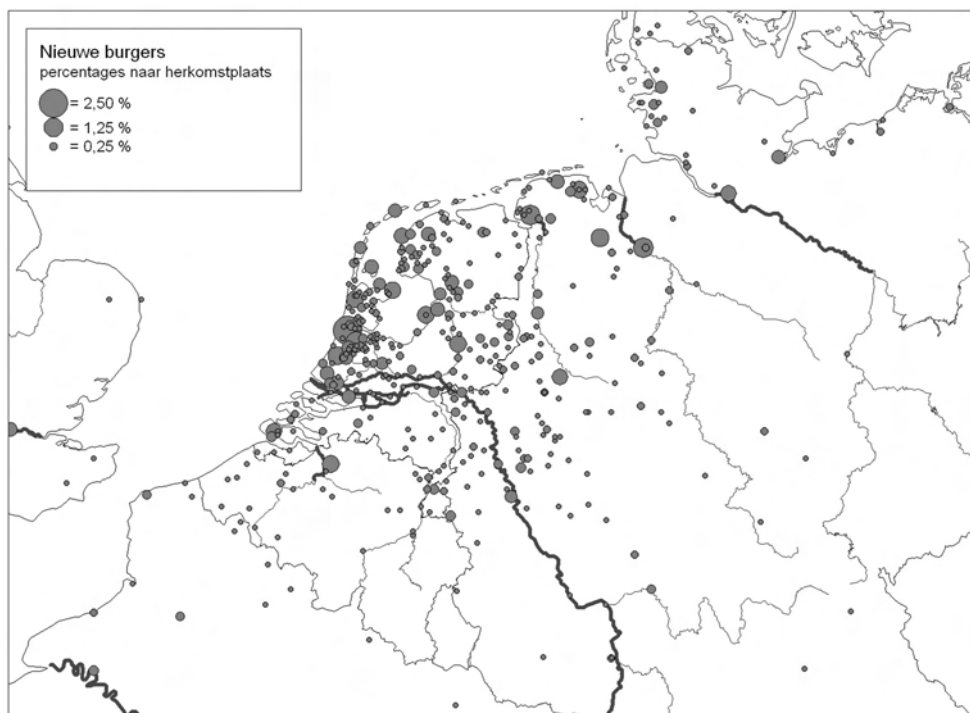 Nieuwe burgers
percentages naar herkomstplaats
= 2,50 %
= 1,25 %
= 0,25 %